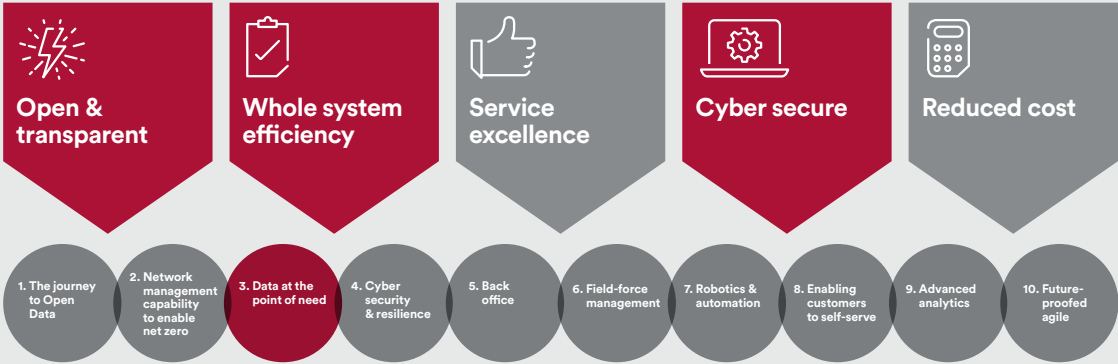 Open &
transparent
Whole system
efficiency
Service
excellence
Cyber secure
Reduced cost
1. The journey
to Open
Data
2. Network
management
capability
to enable
net zero
3. Data at the
point of need
4. Cyber
security
& resilience
5. Back
office
6. Field-force
management
7. Robotics &
automation
8. Enabling
customers
to self-serve
9. Advanced
analytics
10. Future-
proofed
agile